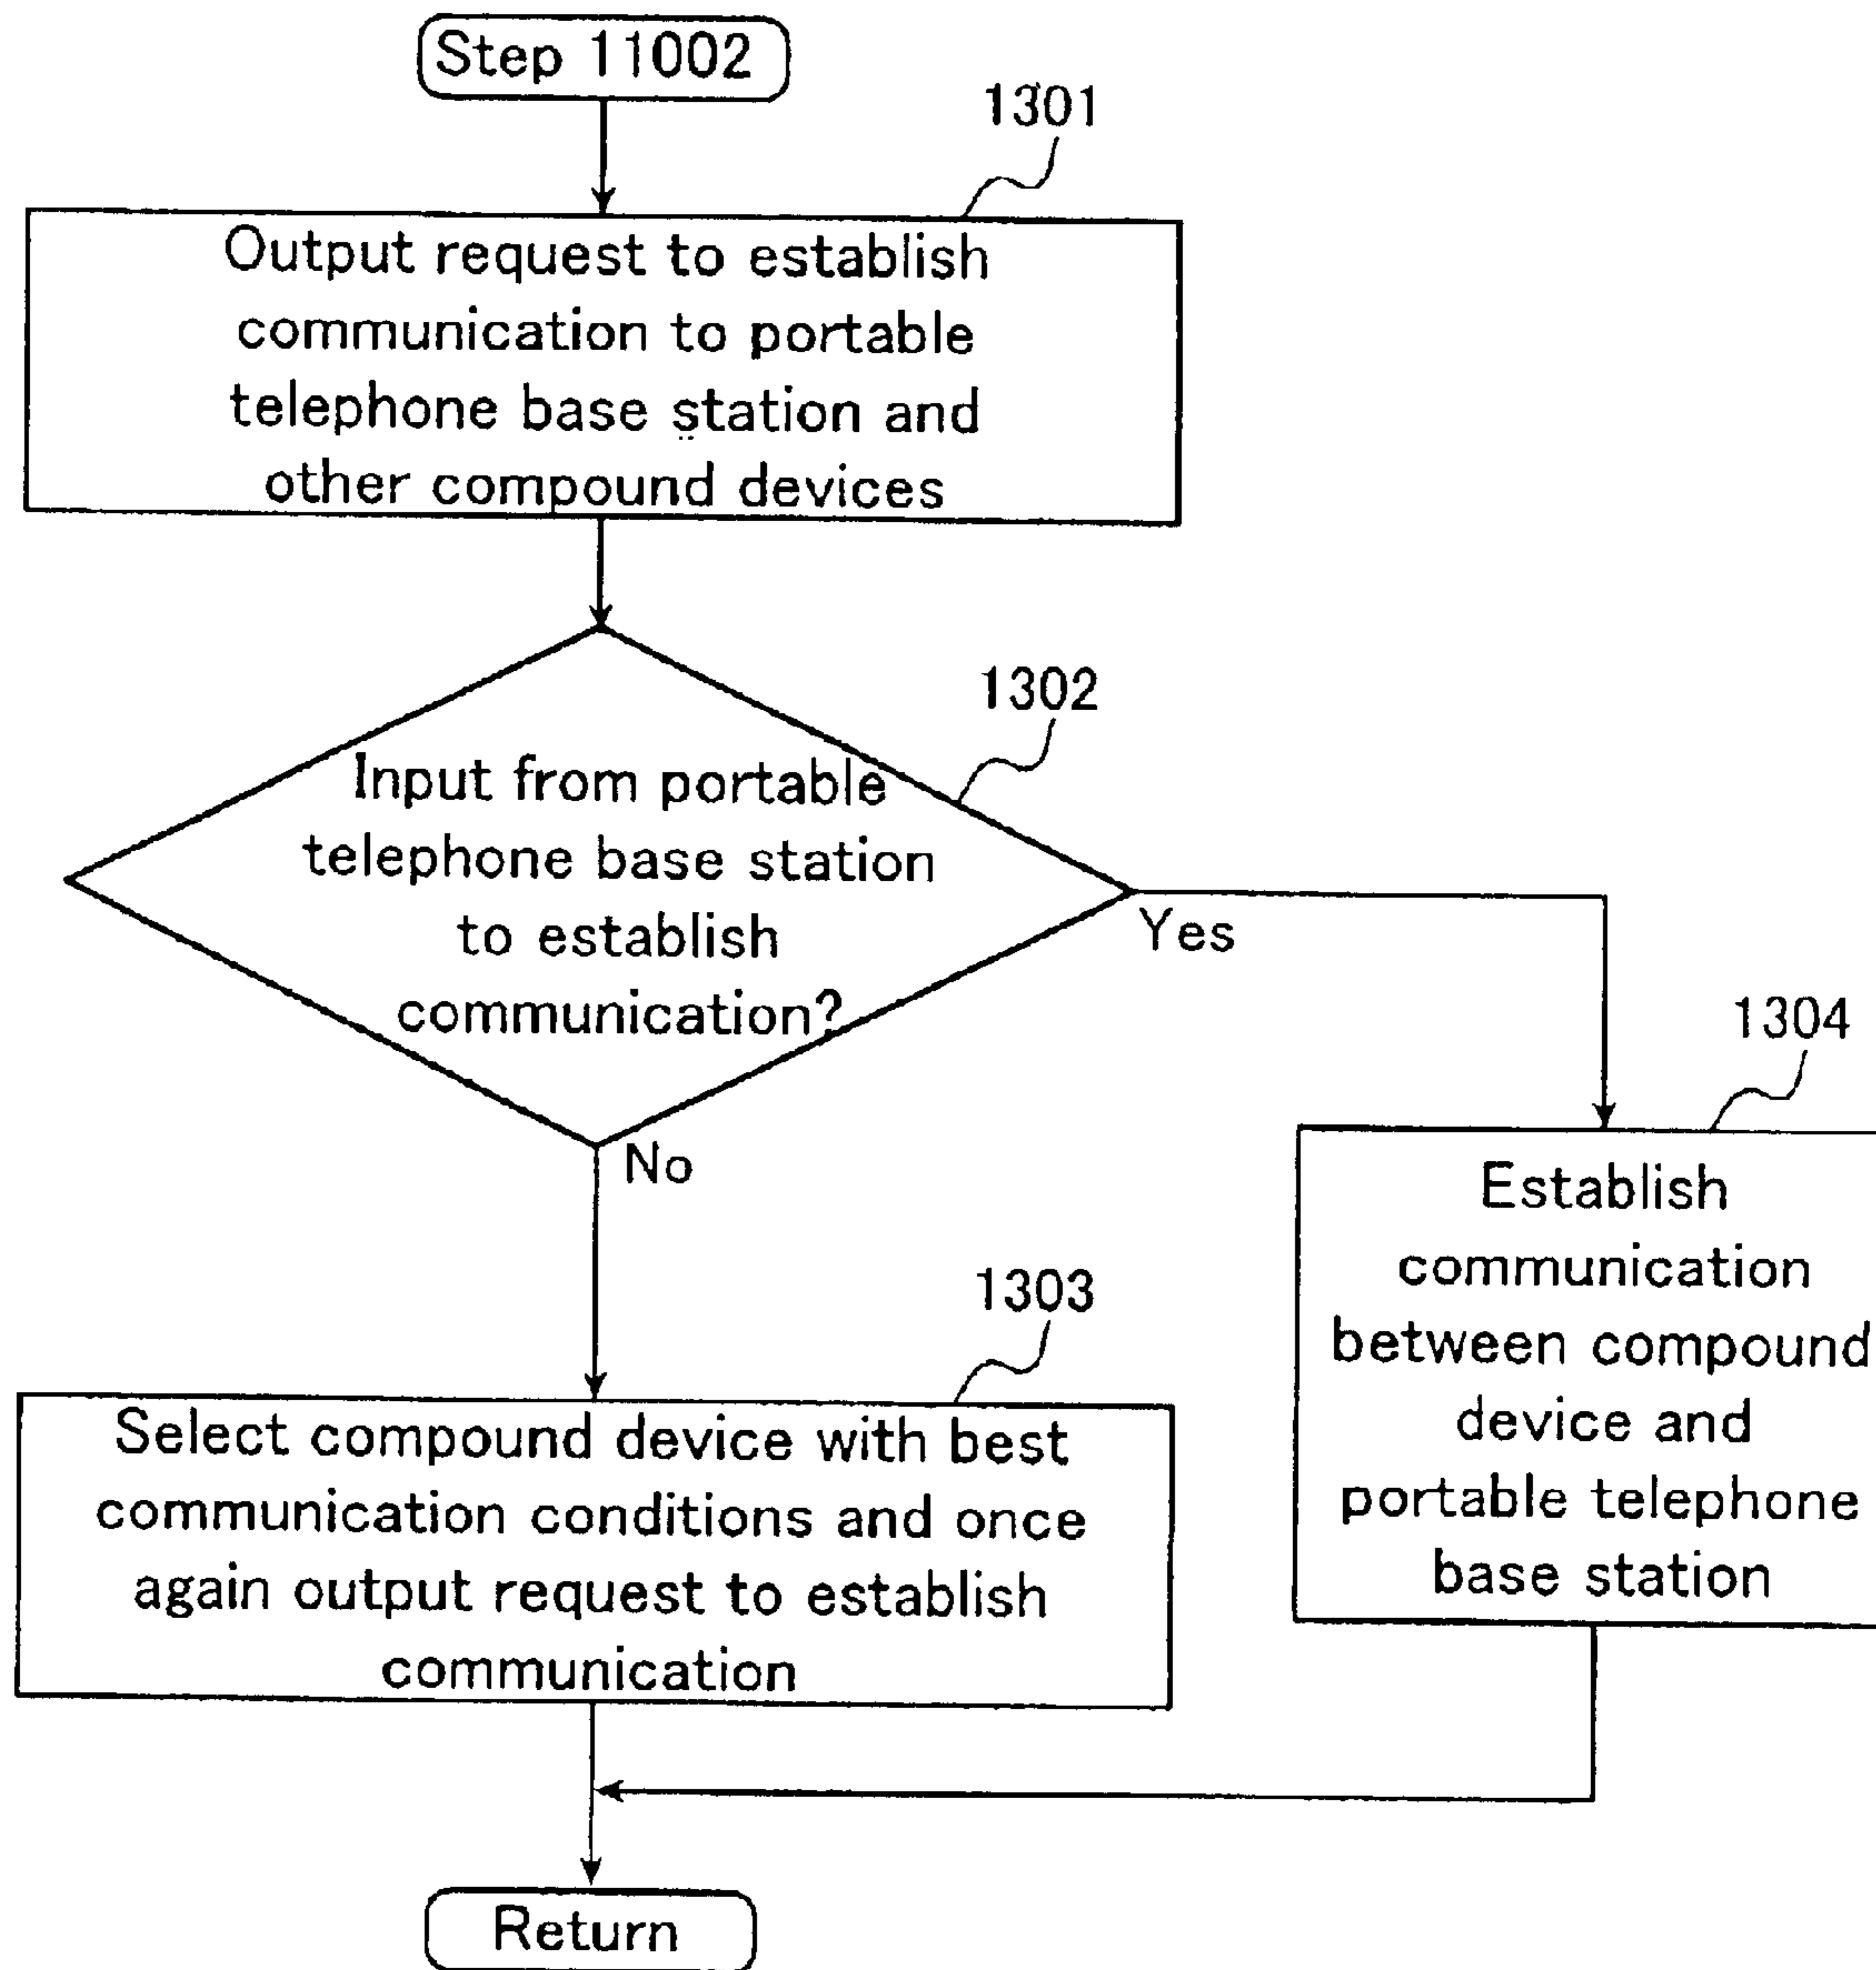 Step 11002
1301
Output request to establish
communication to portable
telephone base station and
other compound devices
1302
Input from portable
telephone base station
to establish
communication?
Yes
No
1304
Establish
communication
between compound
device and
portable telephone
base station
1303
Select compound device with best
communication conditions and once
again output request to establish
communication
Return